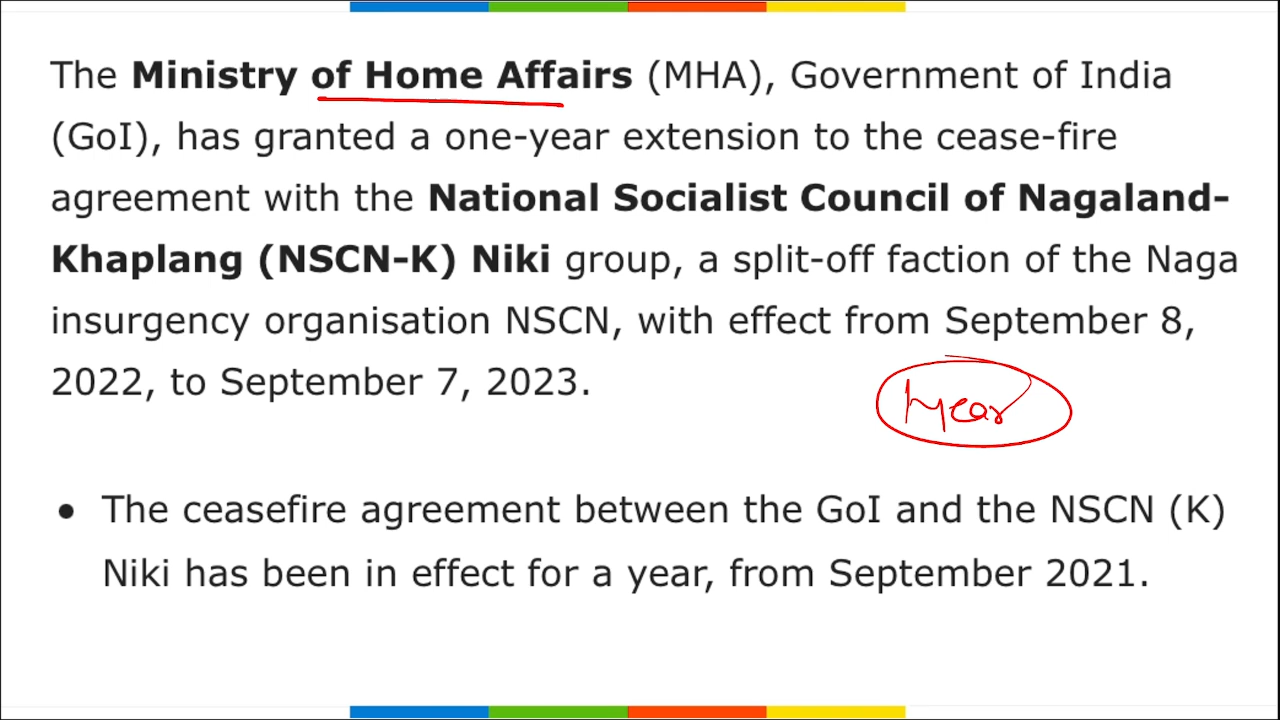 The Ministry of Home Affairs (MHA), Government of India
(GoI), has granted a one-year extension to the cease-fire
agreement with the National Socialist Council of Nagaland-
Khaplang (NSCN-K) Niki group, a split-off faction of the Naga
insurgency organisation NSCN, with effect from September 8,
2022, to September 7, 2023.
1 year
● The ceasefire agreement between the GoI and the NSCN (K)
Niki has been in effect for a year, from September 2021.